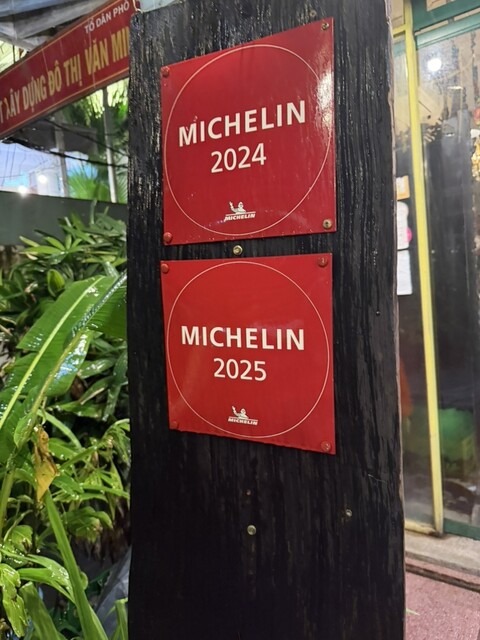 TỔ DÂN PHỐ
XÂY DỰNG ĐÔ THỊ VĂN MI
MICHELIN
2024
MICHELIN
MICHELIN
2025
MICHELIN